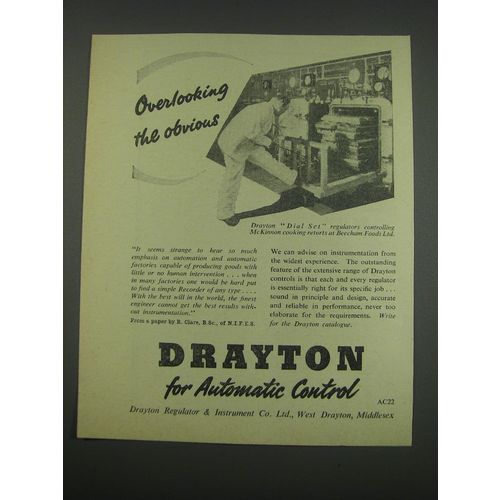 Overlooking
the obvious
Drayton "Dial Set" regulators controlling
McKinnon cooking retorts at Beecham Foods Ltd.
"It seems strange to hear so much
emphasis on automation and automatic
factories capable of producing goods with
little or no human intervention . . . when
in many factories one would be hard put
to find a simple Recorder of any type . . . .
With the best will in the world, the finest
engineer cannot get the best results with-
out instrumentation."
From a paper by R. Clare, B.Sc., of N.I.F.E.S.
We can advise on instrumentation from
the widest experience. The outstanding
feature of the extensive range of Drayton
controls is that each and every regulator
is essentially right for its specific job . . .
sound in principle and design, accurate
and reliable in performance, never too
elaborate for the requirements. Write
for the Drayton catalogue.
DRAYTON
for Automatic Control
AC22
Drayton Regulator & Instrument Co. Ltd., West Drayton, Middlesex